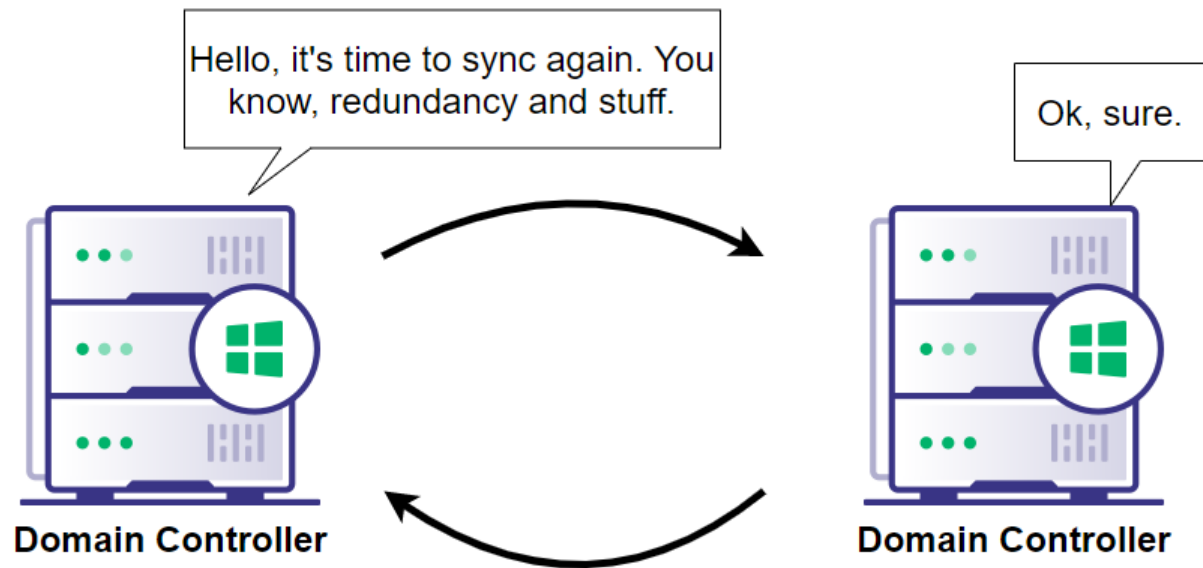 Hello, it's time to sync again. You
know, redundancy and stuff.
Ok, sure.
Domain Controller
Domain Controller